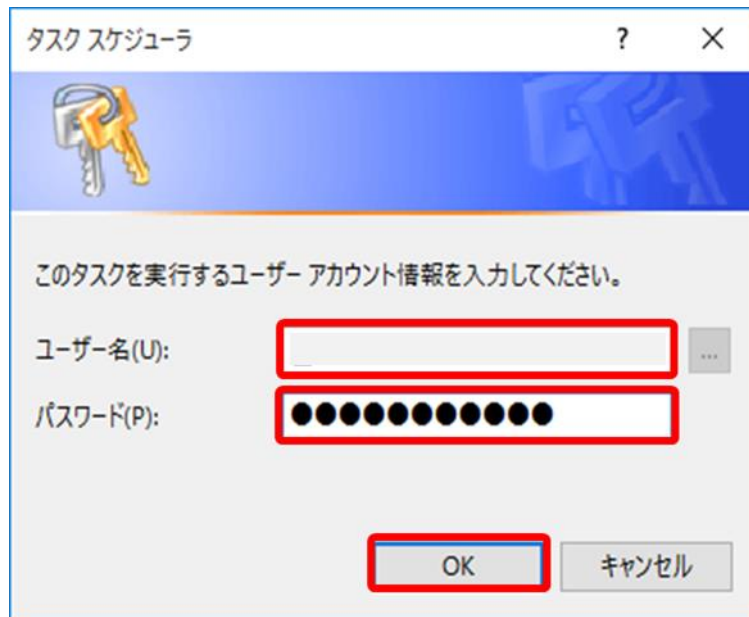 タスク スケジューラ
?
このタスクを実行するユーザー アカウント情報を入力してください。
ユーザー名(U):
...
パスワード(P):
●●●●●●●●●●●●●
OK
キャンセル